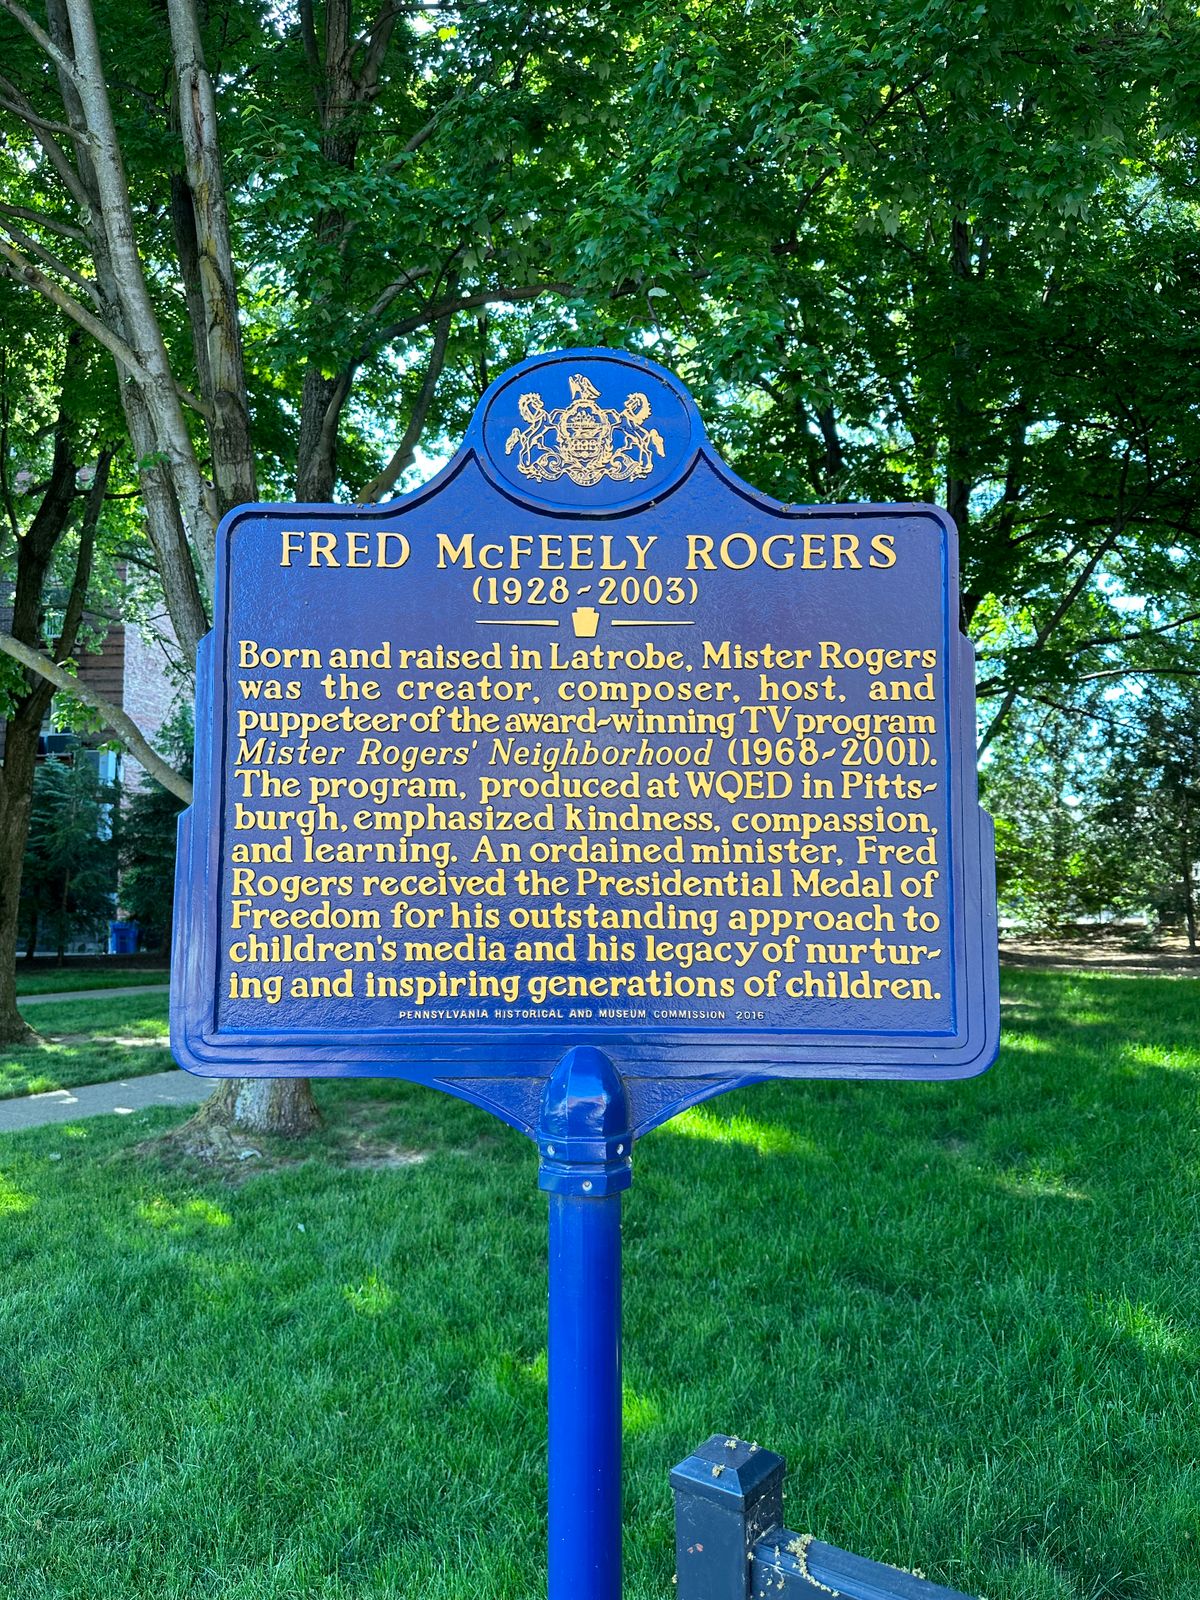 FRED McFEELY ROGERS
(1928-2003)
Born and raised in Latrobe, Mister Rogers
was the creator, composer, host, and
puppeteer of the award-winning TV program
Mister Rogers' Neighborhood (1968-2001).
The program, produced at WQED in Pitts-
burgh, emphasized kindness, compassion,
and learning. An ordained minister, Fred
Rogers received the Presidential Medal of
Freedom for his outstanding approach to
children's media and his legacy of nurtur-
ing and inspiring generations of children.
PENNSYLVANIA HISTORICAL AND MUSEUM COMMISSION 2016